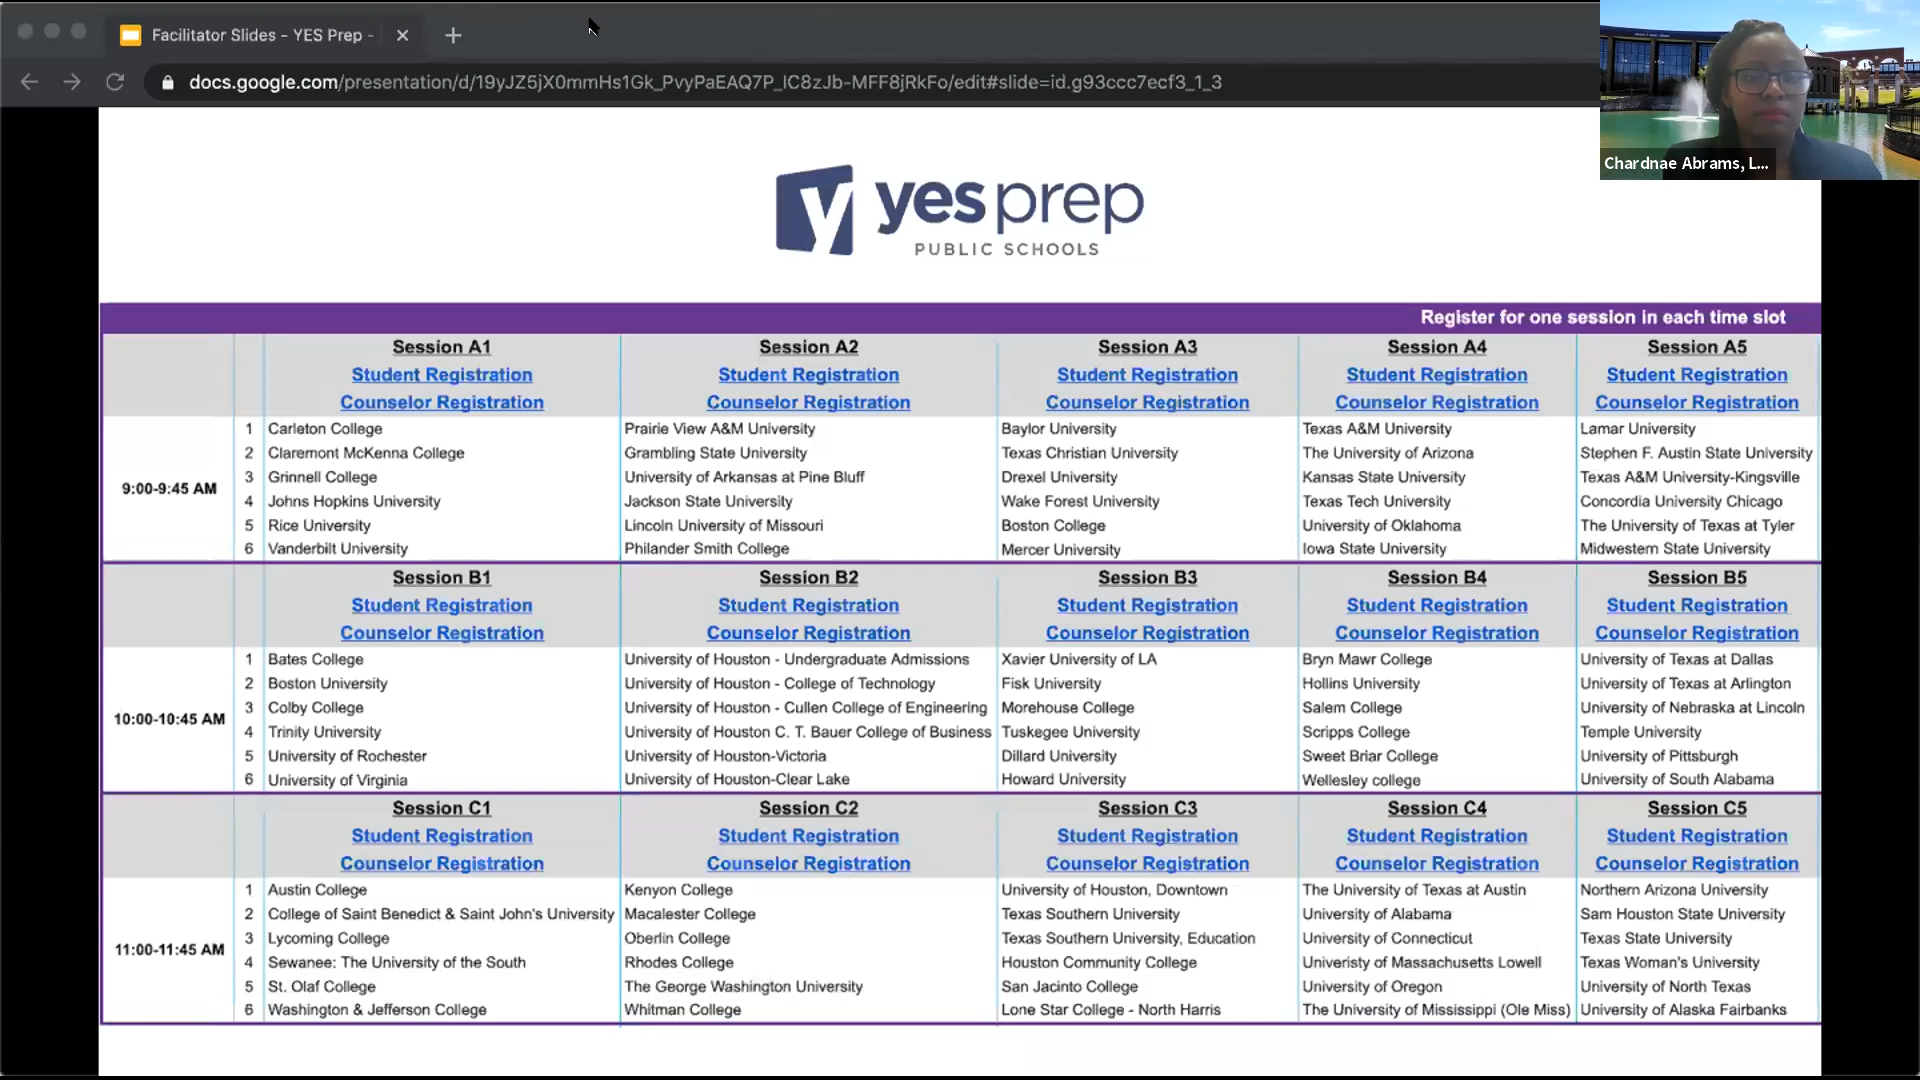 Facilitator Slides - YES Prep -
docs.google.com/presentation/d/19yJZ5jX0mmHs1Gk_PvyPaEAQ7P_IC8zJb-MFF8jRkFo/edit#slide=id.g93ccc7ecf3_1_3
Chardnae Abrams, L...
y yes prep
PUBLIC SCHOOLS
Register for one session in each time slot
Session A1 Session A2 Session A3 Session A4 Session A5
Student Registration Student Registration Student Registration Student Registration Student Registration
Counselor Registration Counselor Registration Counselor Registration Counselor Registration Counselor Registration
9:00-9:45 AM
1 Carleton College Prairie View A&M University Baylor University Texas A&M University Lamar University
2 Claremont McKenna College Grambling State University Texas Christian University The University of Arizona Stephen F. Austin State University
3 Grinnell College University of Arkansas at Pine Bluff Drexel University Kansas State University Texas A&M University-Kingsville
4 Johns Hopkins University Jackson State University Wake Forest University Texas Tech University Concordia University Chicago
5 Rice University Lincoln University of Missouri Boston College University of Oklahoma The University of Texas at Tyler
6 Vanderbilt University Philander Smith College Mercer University Iowa State University Midwestern State University
Session B1 Session B2 Session B3 Session B4 Session B5
Student Registration Student Registration Student Registration Student Registration Student Registration
Counselor Registration Counselor Registration Counselor Registration Counselor Registration Counselor Registration
10:00-10:45 AM
1 Bates College University of Houston - Undergraduate Admissions Xavier University of LA Bryn Mawr College University of Texas at Dallas
2 Boston University University of Houston - College of Technology Fisk University Hollins University University of Texas at Arlington
3 Colby College University of Houston - Cullen College of Engineering Morehouse College Salem College University of Nebraska at Lincoln
4 Trinity University University of Houston C. T. Bauer College of Business Tuskegee University Scripps College Temple University
5 University of Rochester University of Houston-Victoria Dillard University Sweet Briar College University of Pittsburgh
6 University of Virginia University of Houston-Clear Lake Howard University Wellesley college University of South Alabama
Session C1 Session C2 Session C3 Session C4 Session C5
Student Registration Student Registration Student Registration Student Registration Student Registration
Counselor Registration Counselor Registration Counselor Registration Counselor Registration Counselor Registration
11:00-11:45 AM
1 Austin College Kenyon College University of Houston, Downtown The University of Texas at Austin Northern Arizona University
2 College of Saint Benedict & Saint John's University Macalester College Texas Southern University University of Alabama Sam Houston State University
3 Lycoming College Oberlin College Texas Southern University, Education University of Connecticut Texas State University
4 Sewanee: The University of the South Rhodes College Houston Community College Univeristy of Massachusetts Lowell Texas Woman's University
5 St. Olaf College The George Washington University San Jacinto College University of Oregon University of North Texas
6 Washington & Jefferson College Whitman College Lone Star College - North Harris The University of Mississippi (Ole Miss) University of Alaska Fairbanks